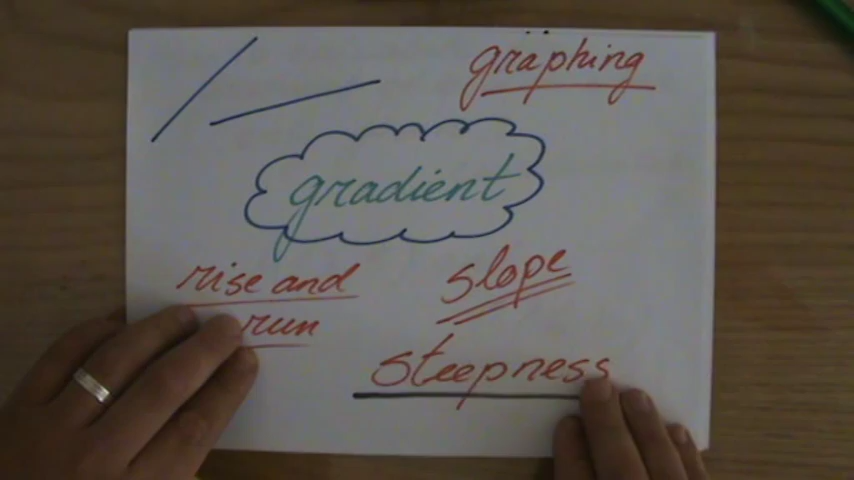 graphing
gradient
rise and
run
slope
steepness